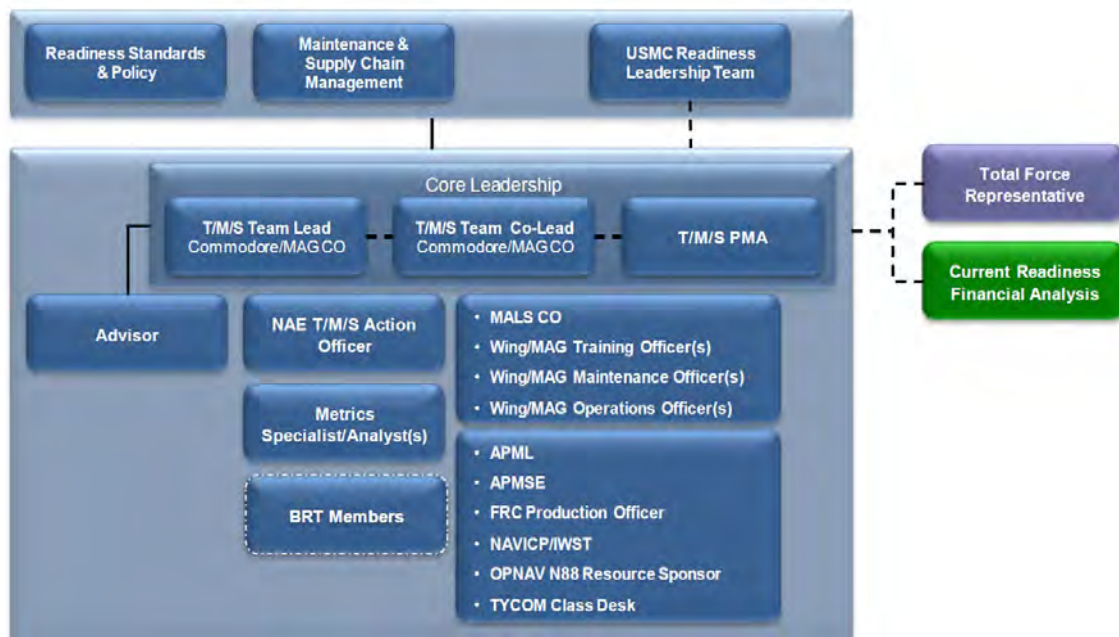 Readiness Standards
& Policy
Maintenance &
Supply Chain
Management
USMC Readiness
Leadership Team
Core Leadership
T/M/S Team Lead
Commodore/MAG CO
T/M/S Team Co-Lead
Commodore/MAG CO
T/M/S PMA
Total Force
Representative
Current Readiness
Financial Analysis
Advisor
NAE T/M/S Action
Officer
Metrics
Specialist/Analyst(s)
BRT Members
• MALS CO
• Wing/MAG Training Officer(s)
• Wing/MAG Maintenance Officer(s)
• Wing/MAG Operations Officer(s)
• APML
• APMSE
• FRC Production Officer
• NAVICP/IWST
• OPNAV N88 Resource Sponsor
• TYCOM Class Desk